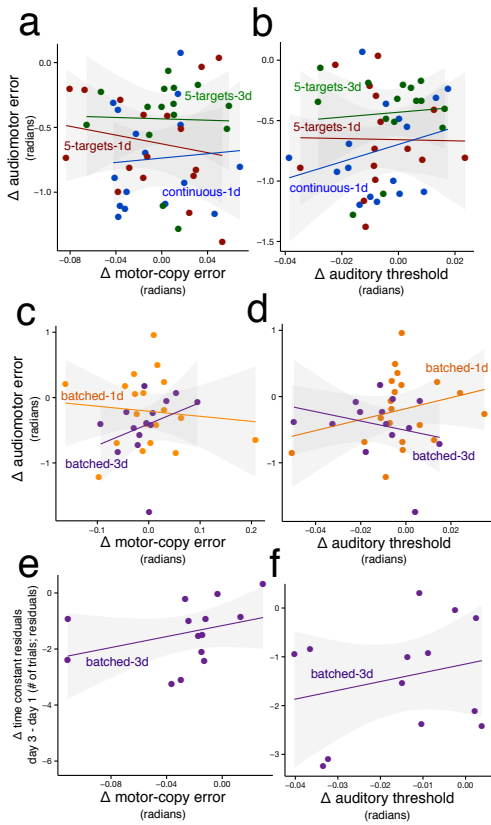 a
Δ audiomotor error
(radians)
0.0
−0.5
−1.0
5-targets-3d
5-targets-1d
continuous-1d
−0.08
−0.04
0.00
0.04
Δ motor-copy error
(radians)
b
0.0
−0.5
−1.0
−1.5
5-targets-3d
5-targets-1d
continuous-1d
−0.04
−0.02
0.00
0.02
Δ auditory threshold
(radians)
c
Δ audiomotor error
(radians)
1
0
−1
batched-1d
batched-3d
−0.1
0.0
0.1
0.2
Δ motor-copy error
(radians)
d
1
0
−1
batched-1d
batched-3d
−0.04
−0.02
0.00
0.02
Δ auditory threshold
(radians)
e
Δ time constant residuals
day 3 - day 1 (# of trials; residuals)
0
−2
−4
−6
batched-3d
−0.08
−0.04
0.00
Δ motor-copy error
(radians)
f
0
−1
−2
−3
batched-3d
−0.04
−0.03
−0.02
−0.01
0.00
Δ auditory threshold
(radians)